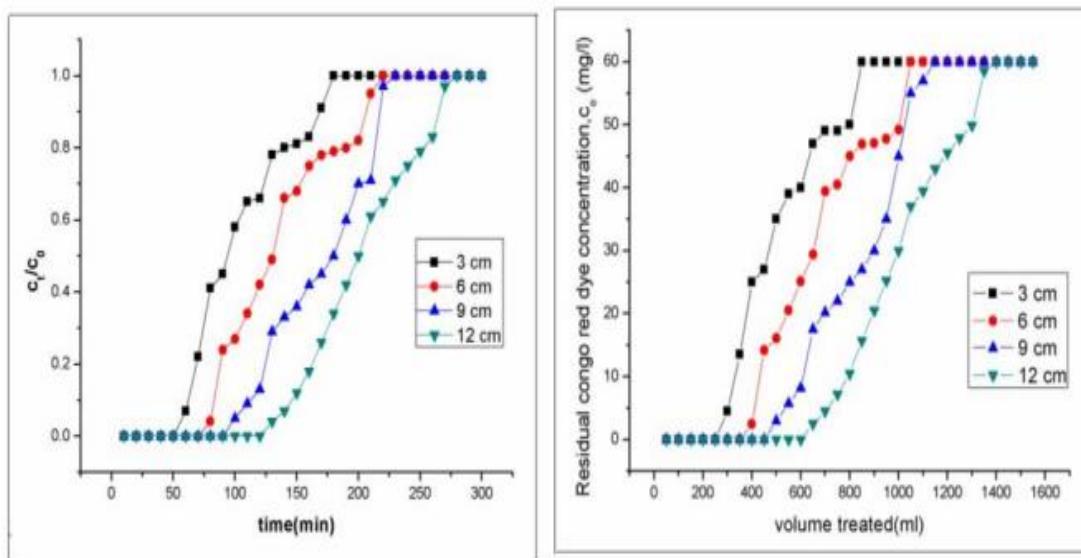 1.0
0.8
0.6
0.4
0.2
0.0
cₜ/c₀
0 50 100 150 200 250 300
time(min)
3 cm
6 cm
9 cm
12 cm
60
50
40
30
20
10
0
Residual congo red dye concentration,cₑ (mg/l)
0 200 400 600 800 1000 1200 1400 1600
volume treated(ml)
3 cm
6 cm
9 cm
12 cm